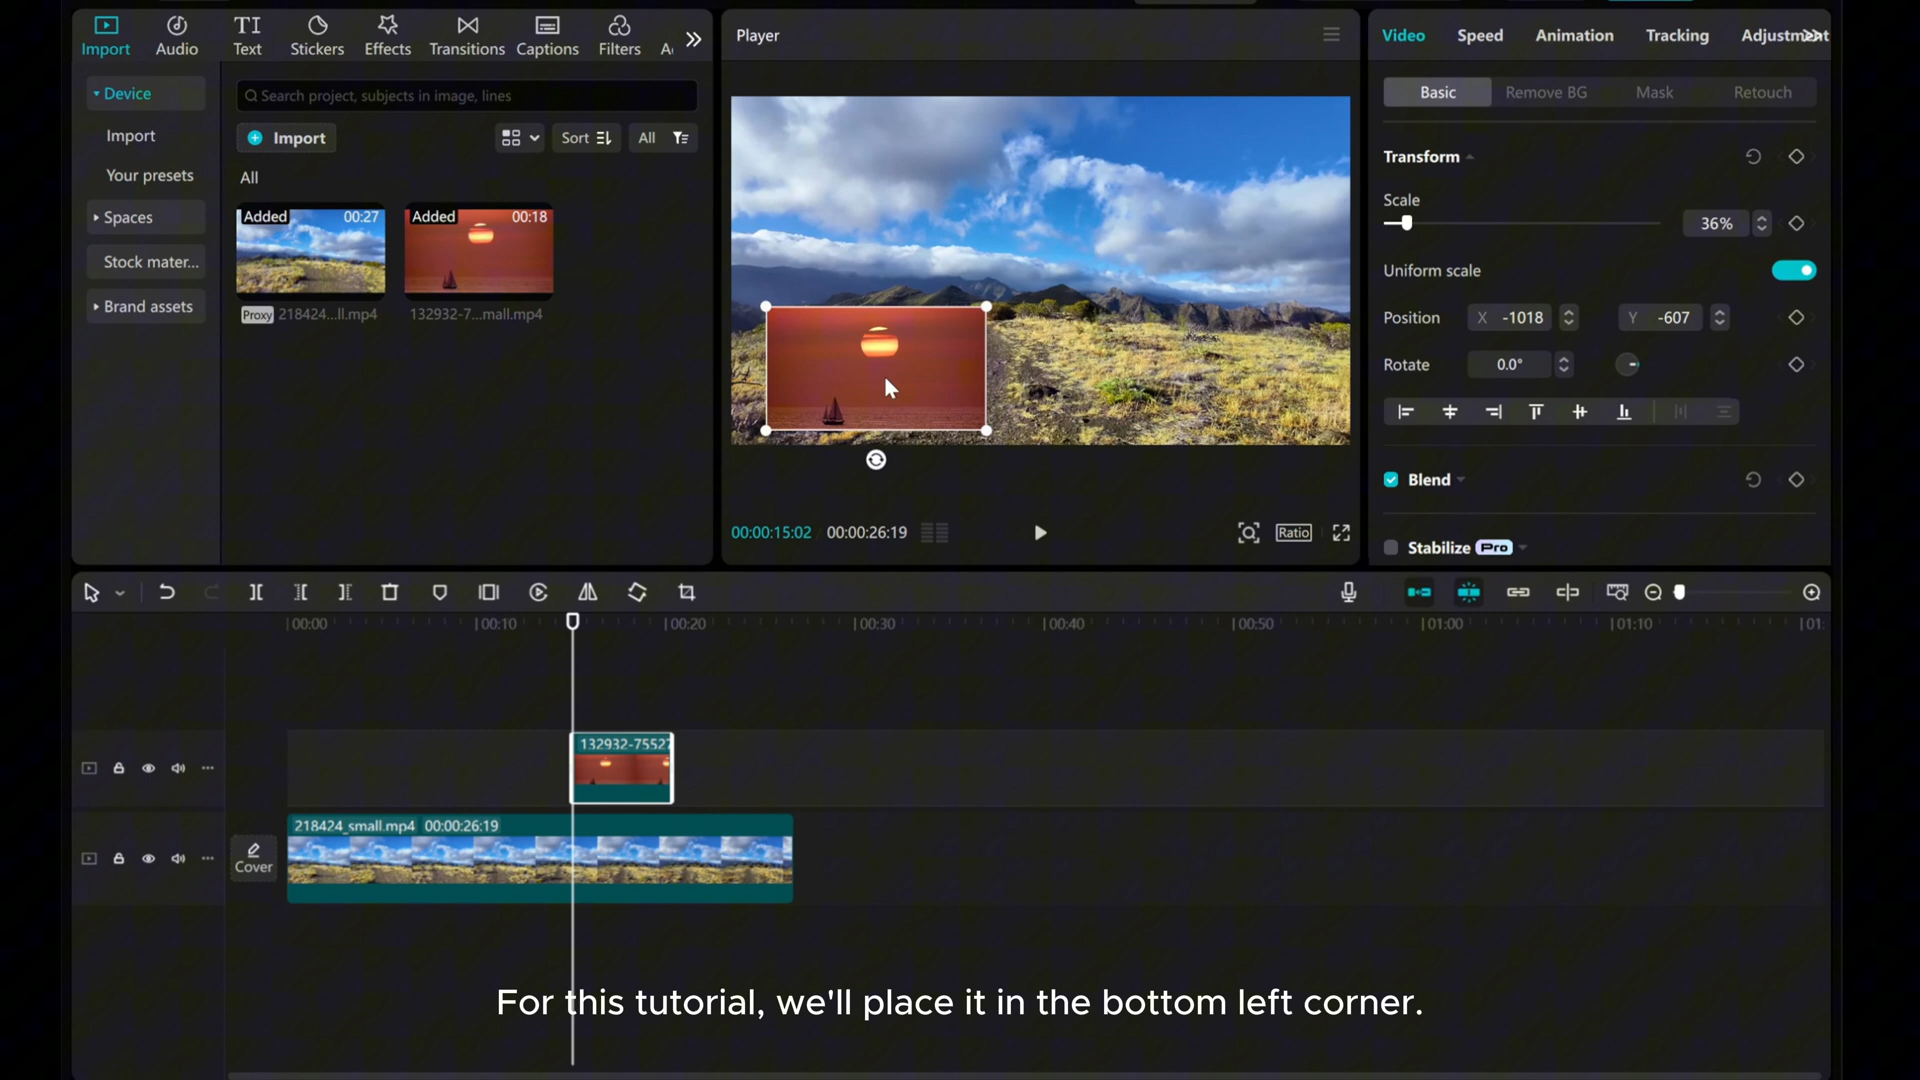 Import
Audio
Text
Stickers
Effects
Transitions
Captions
Filters
Device
Import
Your presets
Spaces
Stock mater...
Brand assets
Search project, subjects in image, lines
Import
Sort
All
All
Added 00:27
Added 00:18
Proxy 218424...ll.mp4
132932-7...mall.mp4
Player
00:00:15:02 00:00:26:19
Ratio
Video
Speed
Animation
Tracking
Adjustment
Basic
Remove BG
Mask
Retouch
Transform
Scale
36%
Uniform scale
Position X -1018 Y -607
Rotate 0.0°
Blend
Stabilize Pro
00:00 00:10 00:20 00:30 00:40 00:50 01:00 01:10 01:
132932-75527
Cover
218424_small.mp4 00:00:26:19
For this tutorial, we'll place it in the bottom left corner.